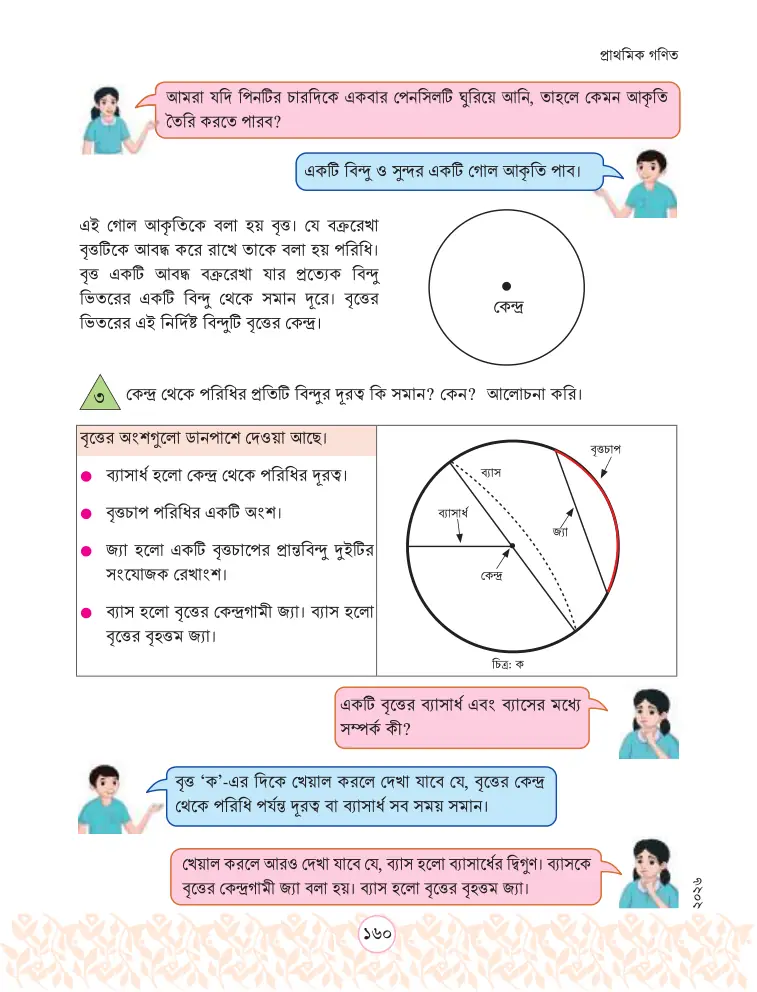 প্রাথমিক গণিত
আমরা যদি পিনটির চারদিকে একবার পেনসিলটি ঘুরিয়ে আনি, তাহলে কেমন আকৃতি
তৈরি করতে পারব?
একটি বিন্দু ও সুন্দর একটি গোল আকৃতি পাব।
এই গোল আকৃতিকে বলা হয় বৃত্ত। যে বক্ররেখা
বৃত্তটিকে আবদ্ধ করে রাখে তাকে বলা হয় পরিধি।
বৃত্ত একটি আবদ্ধ বক্ররেখা যার প্রত্যেক বিন্দু
ভিতরের একটি বিন্দু থেকে সমান দূরে। বৃত্তের
ভিতরের এই নির্দিষ্ট বিন্দুটি বৃত্তের কেন্দ্র।
কেন্দ্র
৩ কেন্দ্র থেকে পরিধির প্রতিটি বিন্দুর দূরত্ব কি সমান? কেন? আলোচনা করি।
বৃত্তের অংশগুলো ডানপাশে দেওয়া আছে।
● ব্যাসার্ধ হলো কেন্দ্র থেকে পরিধির দূরত্ব।
● বৃত্তচাপ পরিধির একটি অংশ।
● জ্যা হলো একটি বৃত্তচাপের প্রান্তবিন্দু দুইটির
সংযোজক রেখাংশ।
● ব্যাস হলো বৃত্তের কেন্দ্রগামী জ্যা। ব্যাস হলো
বৃত্তের বৃহত্তম জ্যা।
বৃত্তচাপ
ব্যাস
ব্যাসার্ধ
জ্যা
কেন্দ্র
চিত্র: ক
একটি বৃত্তের ব্যাসার্ধ এবং ব্যাসের মধ্যে
সম্পর্ক কী?
বৃত্ত ‘ক’-এর দিকে খেয়াল করলে দেখা যাবে যে, বৃত্তের কেন্দ্র
থেকে পরিধি পর্যন্ত দূরত্ব বা ব্যাসার্ধ সব সময় সমান।
খেয়াল করলে আরও দেখা যাবে যে, ব্যাস হলো ব্যাসার্ধের দ্বিগুণ। ব্যাসকে
বৃত্তের কেন্দ্রগামী জ্যা বলা হয়। ব্যাস হলো বৃত্তের বৃহত্তম জ্যা।
২০২৬
১৬০